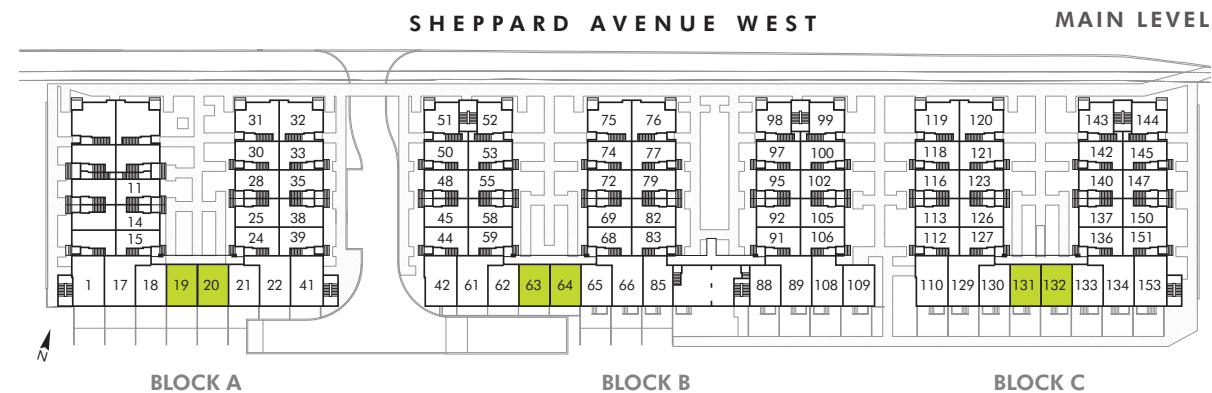 SHEPPARD AVENUE WEST
MAIN LEVEL
31 32 51 52 75 76 98 99 119 120 143 144
30 33 50 53 74 77 97 100 118 121 142 145
11 28 35 48 55 72 79 95 102 116 123 140 147
14 25 38 45 58 69 82 92 105 113 126 137 150
15 24 39 44 59 68 83 91 106 112 127 136 151
1 17 18 19 20 21 22 41 42 61 62 63 64 65 66 85 88 89 108 109 110 129 130 131 132 133 134 153
N
BLOCK A
BLOCK B
BLOCK C